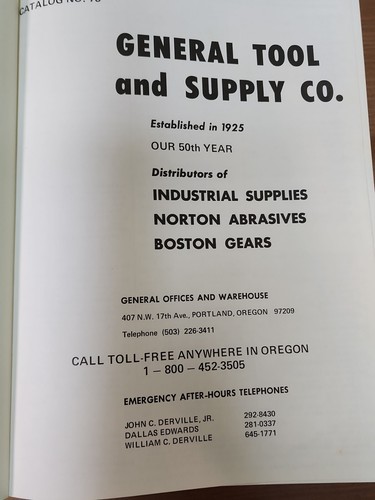 CATALOG NO.
GENERAL TOOL
and SUPPLY CO.
Established in 1925
OUR 50th YEAR
Distributors of
INDUSTRIAL SUPPLIES
NORTON ABRASIVES
BOSTON GEARS
GENERAL OFFICES AND WAREHOUSE
407 N.W. 17th Ave., PORTLAND, OREGON 97209
Telephone (503) 226-3411
CALL TOLL-FREE ANYWHERE IN OREGON
1 – 800 – 452-3505
EMERGENCY AFTER-HOURS TELEPHONES
JOHN C. DERVILLE, JR. 292-8430
DALLAS EDWARDS 281-0337
WILLIAM C. DERVILLE 645-1771